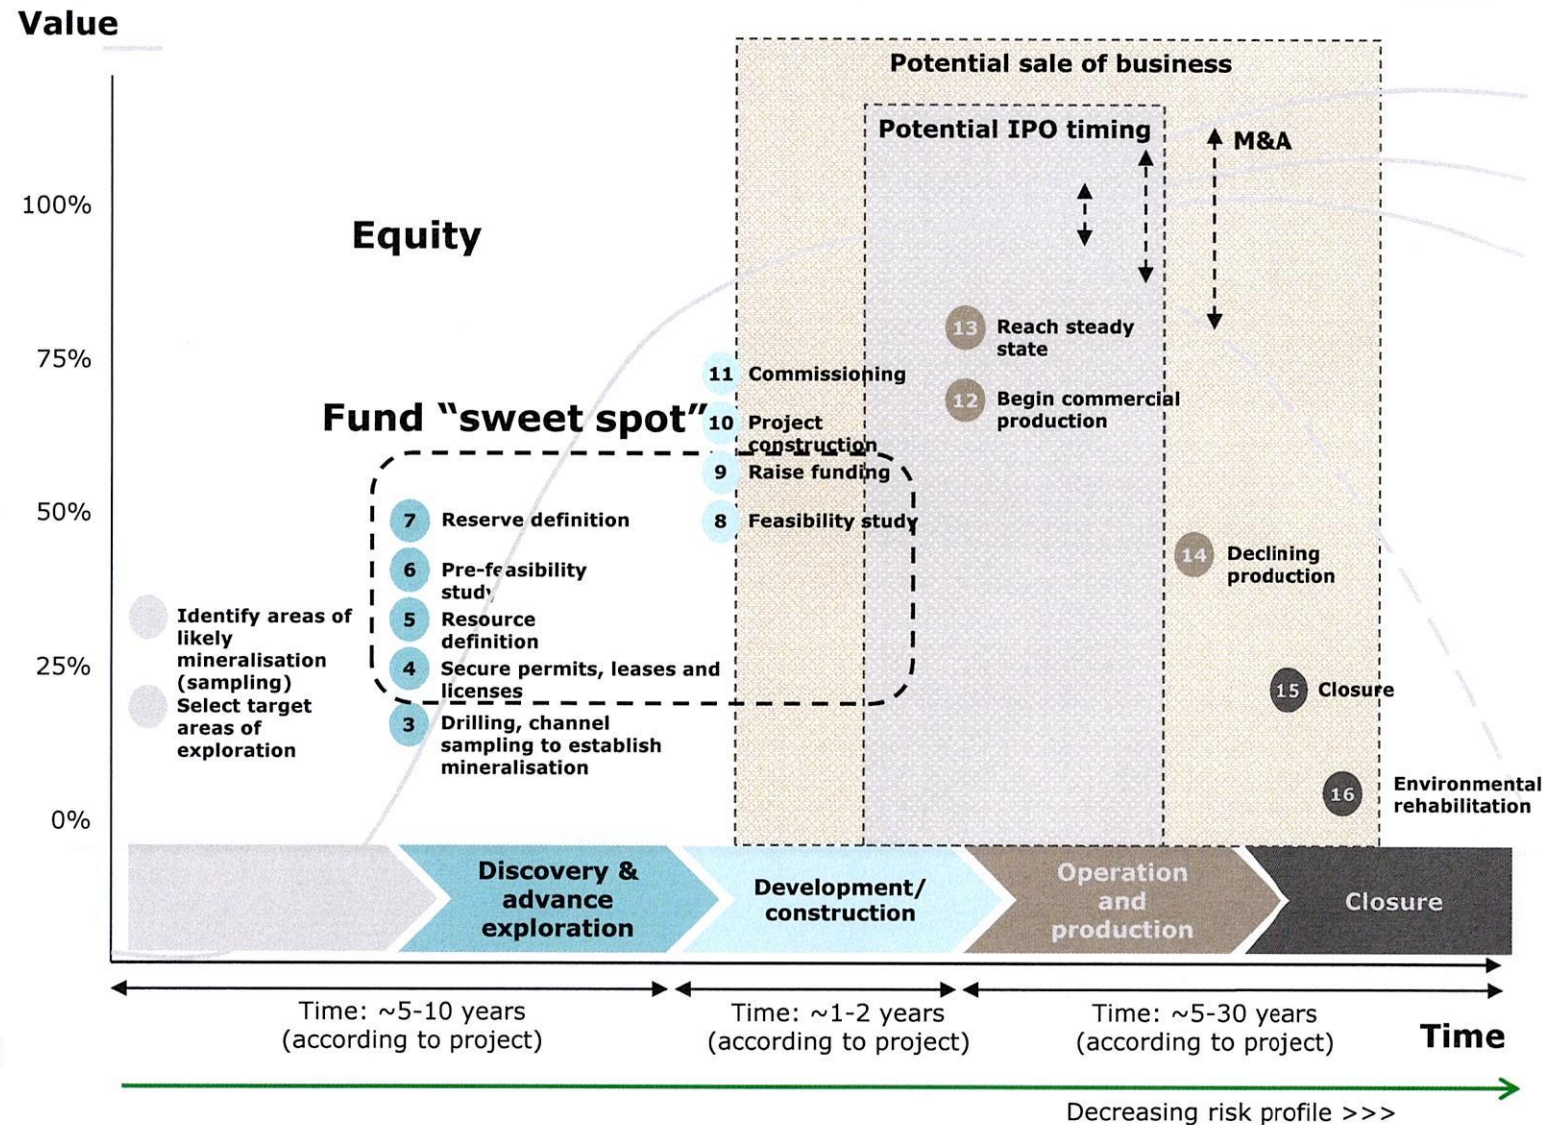 Value
Potential sale of business
Potential IPO timing
M&A
100%
75%
50%
25%
0%
Equity
Fund “sweet spot”
Identify areas of
likely
mineralisation
(sampling)
Select target
areas of
exploration
7 Reserve definition
6 Pre-feasibility
study
5 Resource
definition
4 Secure permits, leases and
licenses
3 Drilling, channel
sampling to establish
mineralisation
11 Commissioning
10 Project
construction
9 Raise funding
8 Feasibility study
13 Reach steady
state
12 Begin commercial
production
14 Declining
production
15 Closure
16 Environmental
rehabilitation
Discovery &
advance
exploration
Development/
construction
Operation
and
production
Closure
Time: ~5-10 years
(according to project)
Time: ~1-2 years
(according to project)
Time: ~5-30 years
(according to project)
Time
Decreasing risk profile >>>